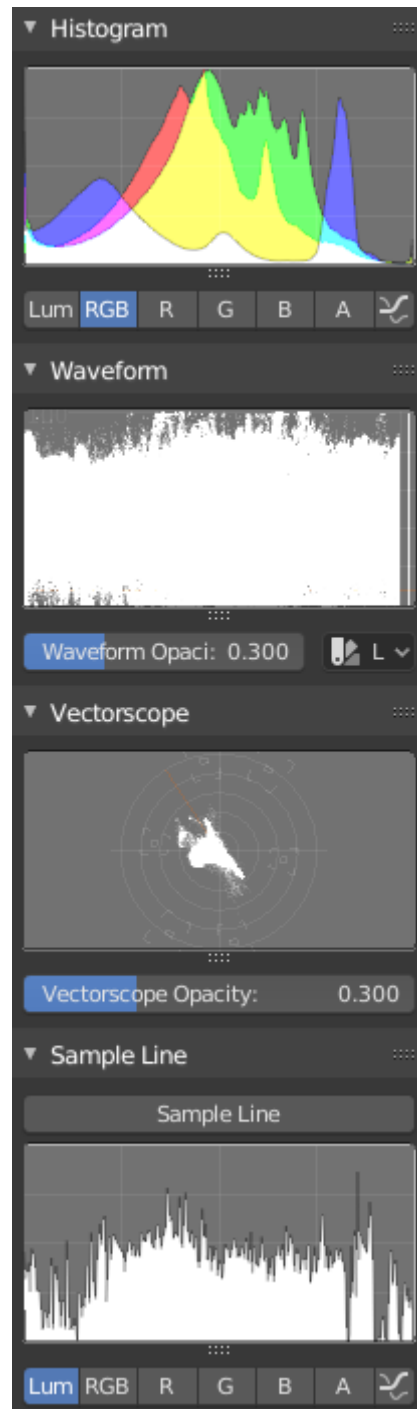 Histogram
Lum RGB R G B A
Waveform
Waveform Opaci: 0.300 L
Vectorscope
Vectorscope Opacity: 0.300
Sample Line
Sample Line
Lum RGB R G B A